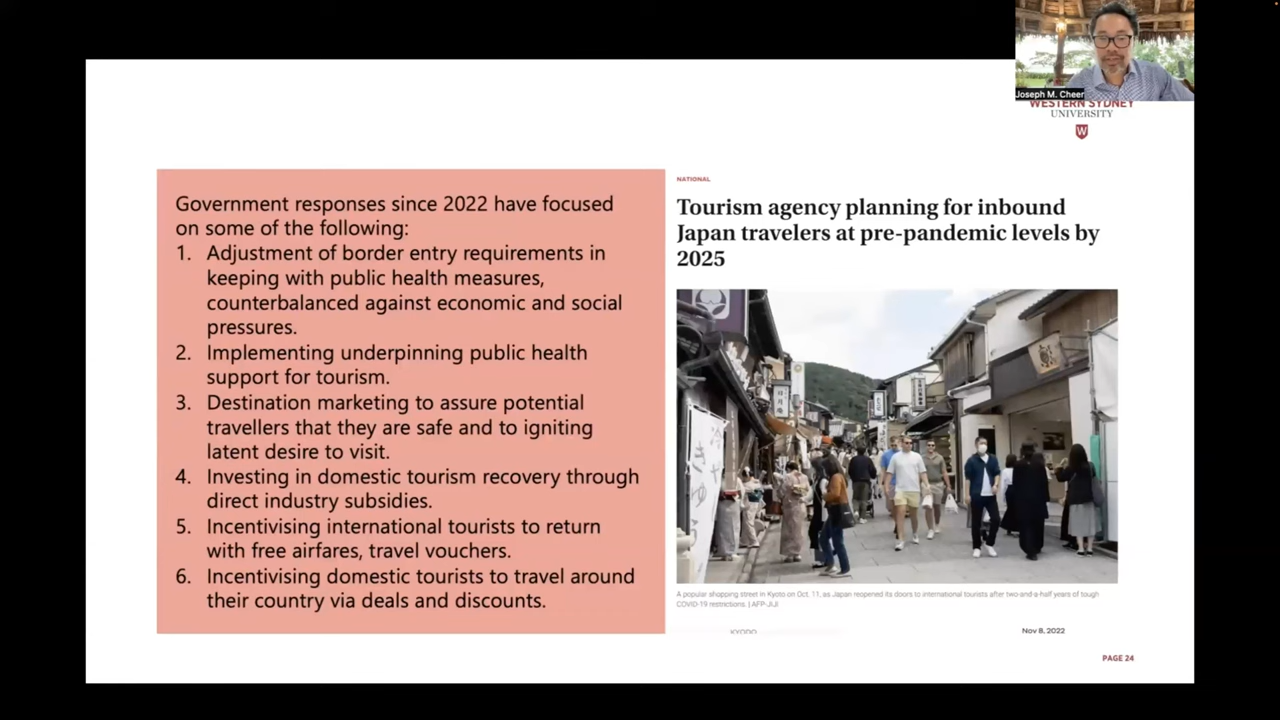 Joseph M. Cheer
WESTERN SYDNEY
UNIVERSITY
W
Government responses since 2022 have focused
on some of the following:
1. Adjustment of border entry requirements in
keeping with public health measures,
counterbalanced against economic and social
pressures.
2. Implementing underpinning public health
support for tourism.
3. Destination marketing to assure potential
travellers that they are safe and to igniting
latent desire to visit.
4. Investing in domestic tourism recovery through
direct industry subsidies.
5. Incentivising international tourists to return
with free airfares, travel vouchers.
6. Incentivising domestic tourists to travel around
their country via deals and discounts.
NATIONAL
Tourism agency planning for inbound
Japan travelers at pre-pandemic levels by
2025
A popular shopping street in Kyoto on Oct. 11, as Japan reopened its doors to international tourists after two-and-a-half years of tough
COVID-19 restrictions. | AFP-JIJI
KYODO
Nov 8, 2022
PAGE 24